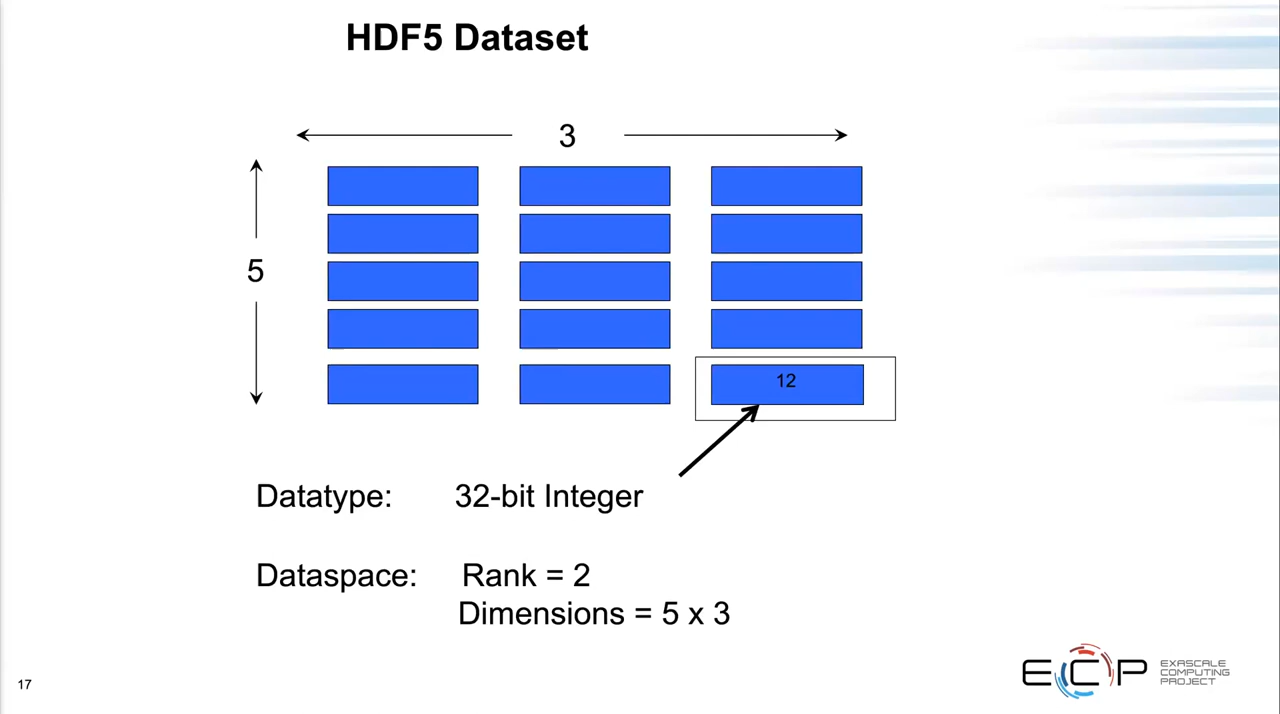 HDF5 Dataset
3
5
12
Datatype: 32-bit Integer
Dataspace: Rank = 2
Dimensions = 5 x 3
17
ECP
EXASCALE
COMPUTING
PROJECT